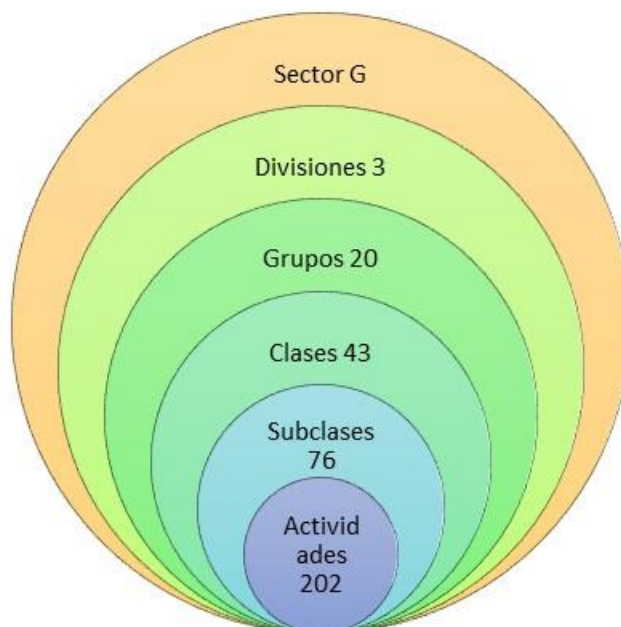 Sector G
Divisiones 3
Grupos 20
Clases 43
Subclases
76
Activid
ades
202